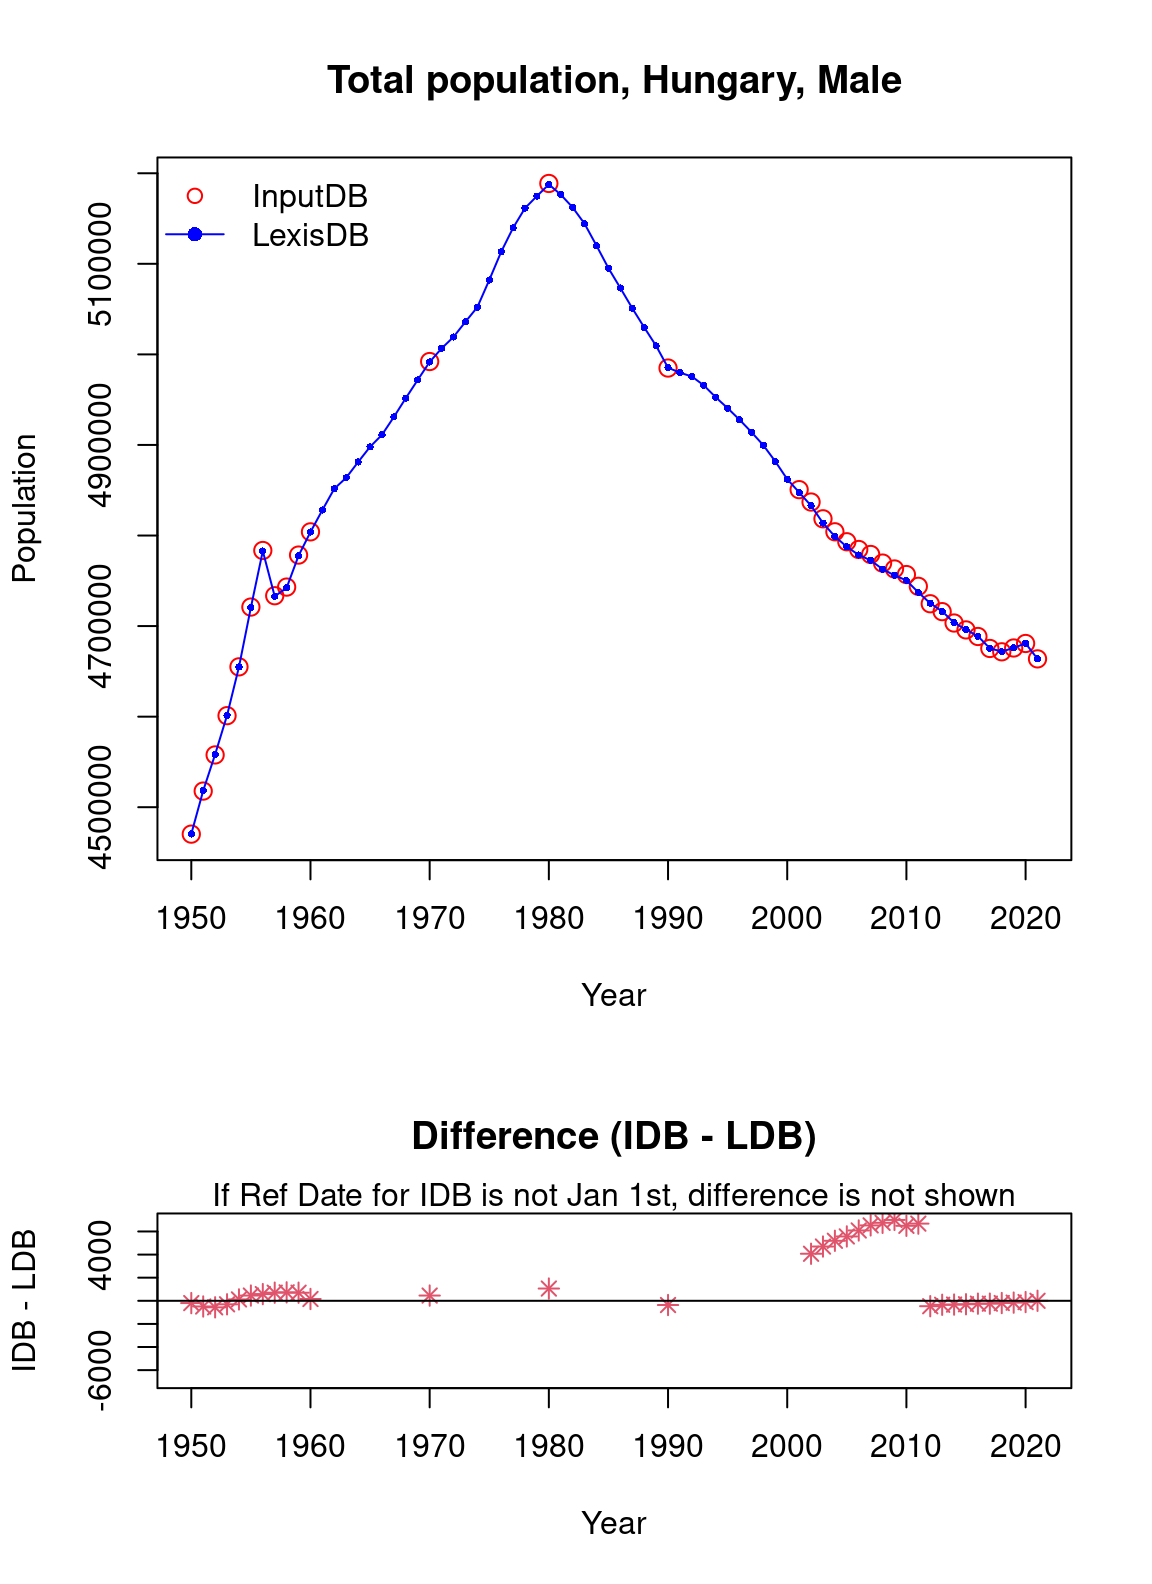 Total population, Hungary, Male
InputDB
LexisDB
Population
4500000 4700000 4900000 5100000
1950 1960 1970 1980 1990 2000 2010 2020
Year
Difference (IDB - LDB)
If Ref Date for IDB is not Jan 1st, difference is not shown
IDB - LDB
-6000 4000
1950 1960 1970 1980 1990 2000 2010 2020
Year